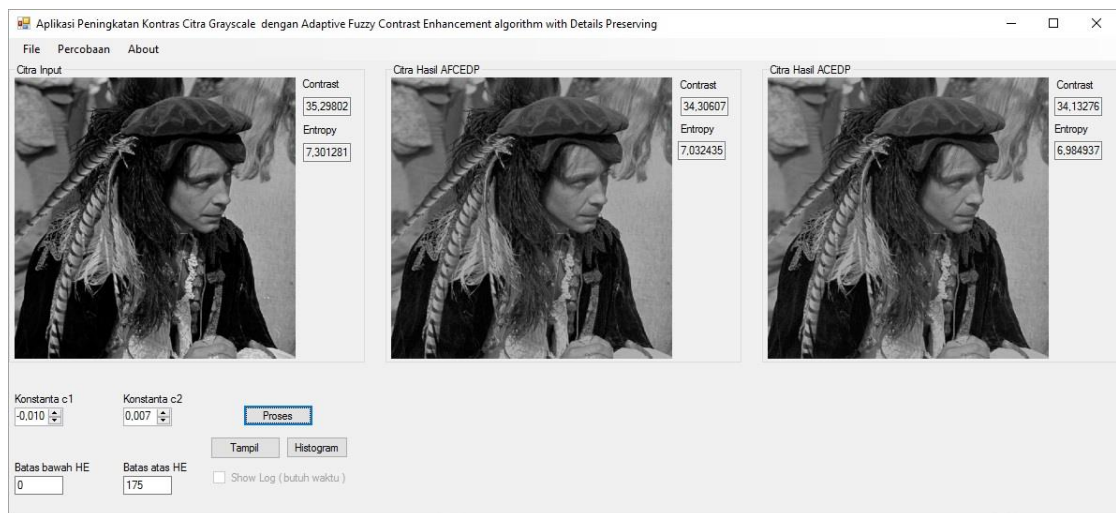 Aplikasi Peningkatan Kontras Citra Grayscale dengan Adaptive Fuzzy Contrast Enhancement algorithm with Details Preserving
File Percobaan About
Citra Input
Contrast
35,29802
Entropy
7,301281
Citra Hasil AFCEDP
Contrast
34,30607
Entropy
7,032435
Citra Hasil ACEDP
Contrast
34,13276
Entropy
6,984937
Konstanta c1
-0,010
Konstanta c2
0,007
Proses
Tampil
Histogram
Batas bawah HE
0
Batas atas HE
175
Show Log ( butuh waktu )